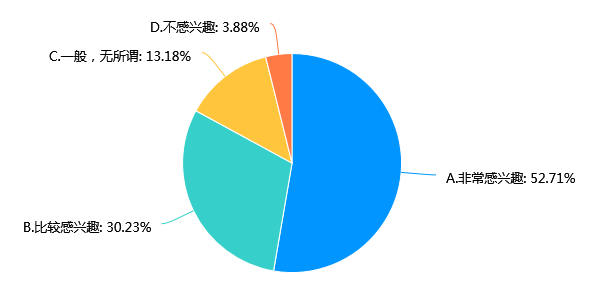 D.不感兴趣: 3.88%
C.一般，无所谓: 13.18%
A.非常感兴趣: 52.71%
B.比较感兴趣: 30.23%